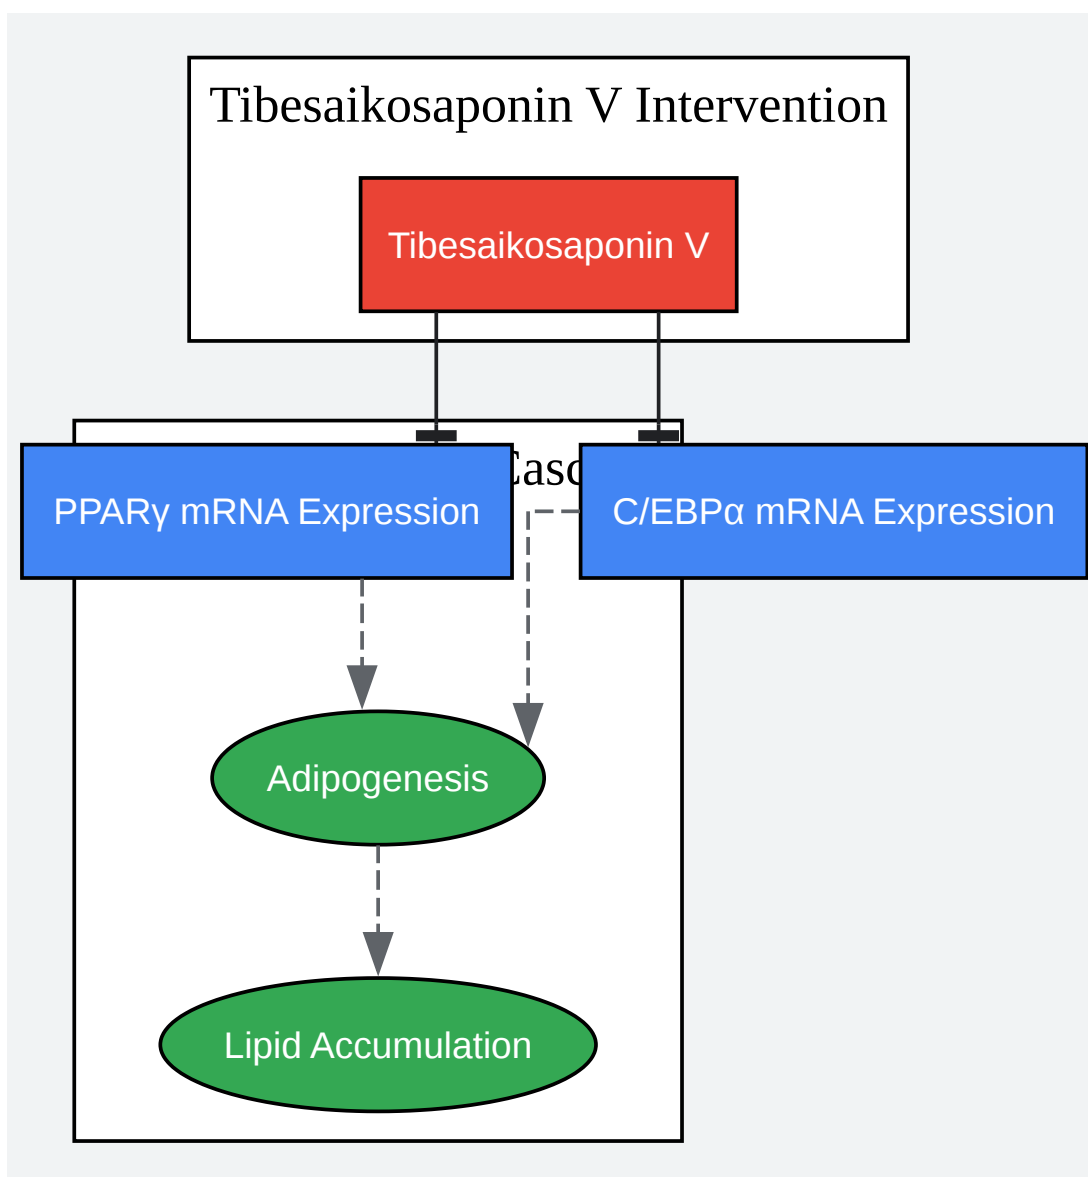 Tibesaikosaponin V Intervention
Tibesaikosaponin V
PPARγ mRNA Expression
C/EBPα mRNA Expression
Adipogenesis
Lipid Accumulation